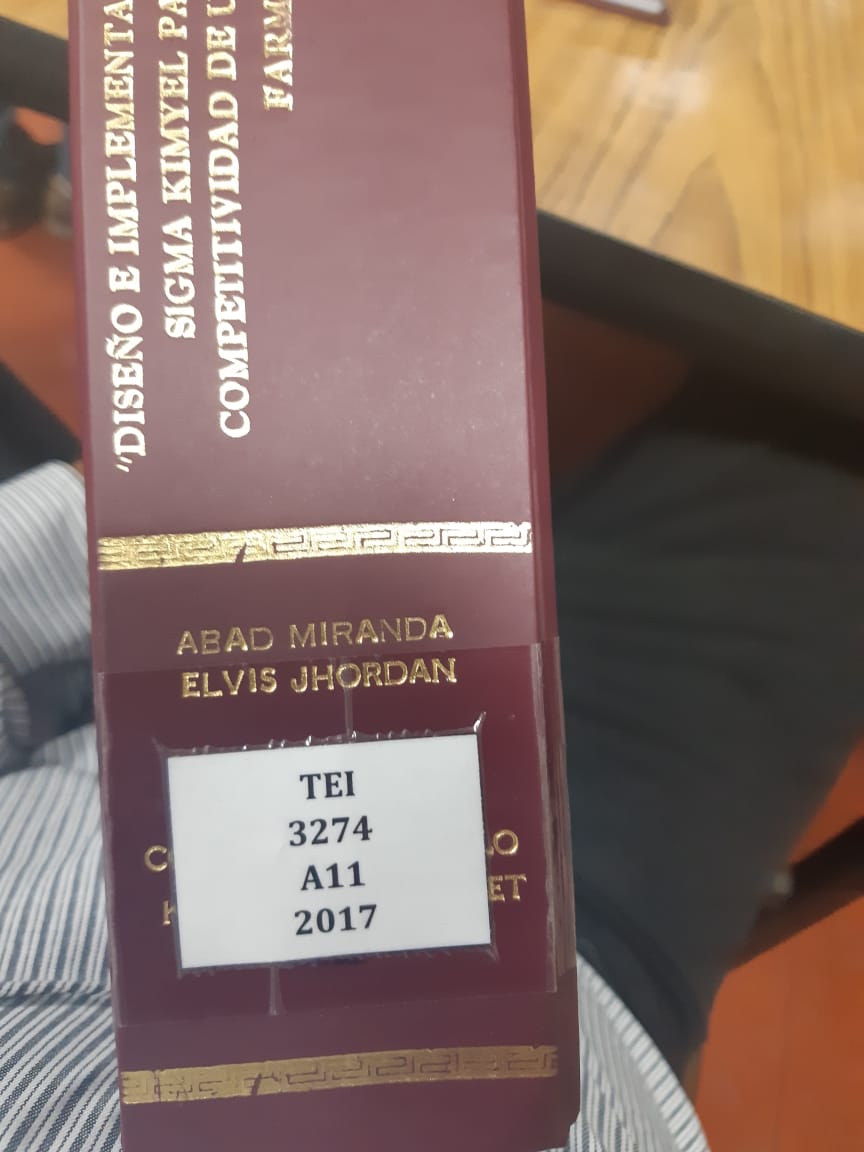 "DISEÑO E IMPLEMENTA
SIGMA KIMYEL PA
COMPETITIVIDAD DE U
FARM
ABAD MIRANDA
ELVIS JHORDAN
TEI
3274
A11
2017